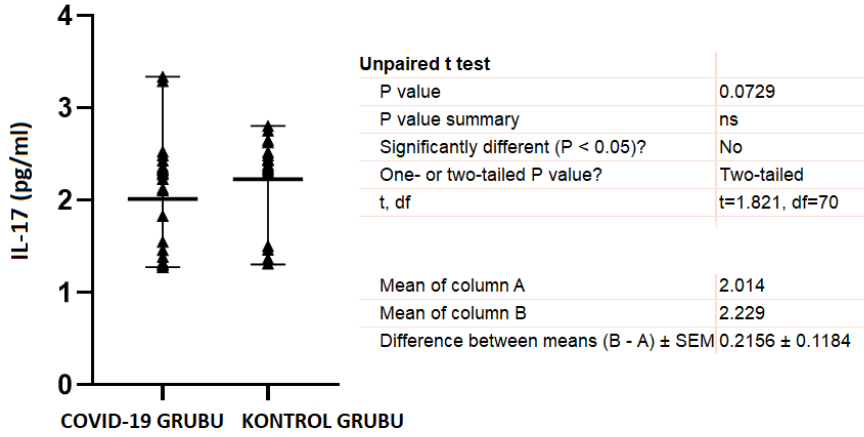 4
3
2
1
0
IL-17 (pg/ml)
COVID-19 GRUBU KONTROL GRUBU
Unpaired t test
P value 0.0729
P value summary ns
Significantly different (P < 0.05)? No
One- or two-tailed P value? Two-tailed
t, df t=1.821, df=70
Mean of column A 2.014
Mean of column B 2.229
Difference between means (B - A) ± SEM 0.2156 ± 0.1184